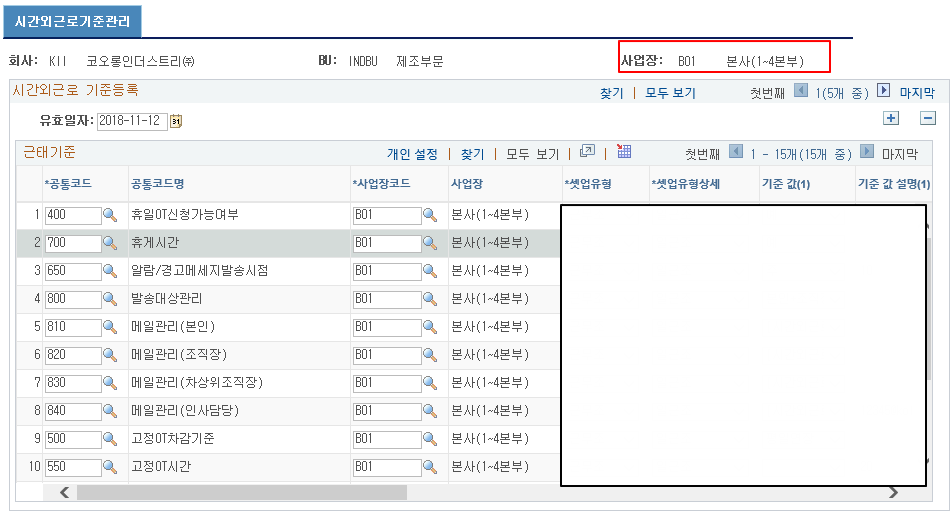 시간외근로기준관리
회사: KII 코오롱인더스트리㈜ BU: INDBU 제조부문 사업장: B01 본사(1~4본부)
시간외근로 기준등록 찾기 | 모두 보기 첫번째 1(5개 중) 마지막
유효일자: 2018-11-12
근태기준 개인 설정 | 찾기 | 모두 보기 | | 첫번째 1 - 15개(15개 중) 마지막
*공통코드 공통코드명 *사업장코드 사업장 *셋업유형 *셋업유형상세 기준 값(1) 기준 값 설명(1)
1 400 휴일OT신청가능여부 B01 본사(1~4본부)
2 700 휴게시간 B01 본사(1~4본부)
3 650 알람/경고메세지발송시점 B01 본사(1~4본부)
4 800 발송대상관리 B01 본사(1~4본부)
5 810 메일관리(본인) B01 본사(1~4본부)
6 820 메일관리(조직장) B01 본사(1~4본부)
7 830 메일관리(차상위조직장) B01 본사(1~4본부)
8 840 메일관리(인사담당) B01 본사(1~4본부)
9 500 고정OT차감기준 B01 본사(1~4본부)
10 550 고정OT시간 B01 본사(1~4본부)